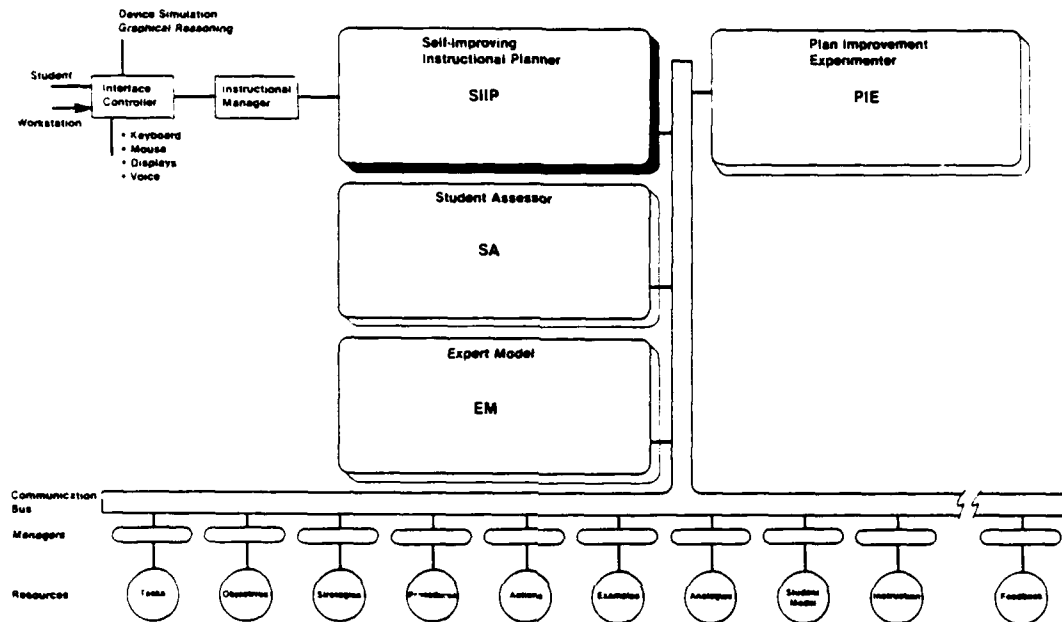 Device Simulation
Graphical Reasoning
Student
Workstation
Interface
Controller
Instructional
Manager
• Keyboard
• Mouse
• Displays
• Voice
Self-Improving
Instructional Planner
SIIP
Plan Improvement
Experimenter
PIE
Student Assessor
SA
Expert Model
EM
Communication
Bus
Managers
Resources
Tasks
Objectives
Strategies
Procedures
Actions
Examples
Analogies
Student
Model
Instruction
Feedback